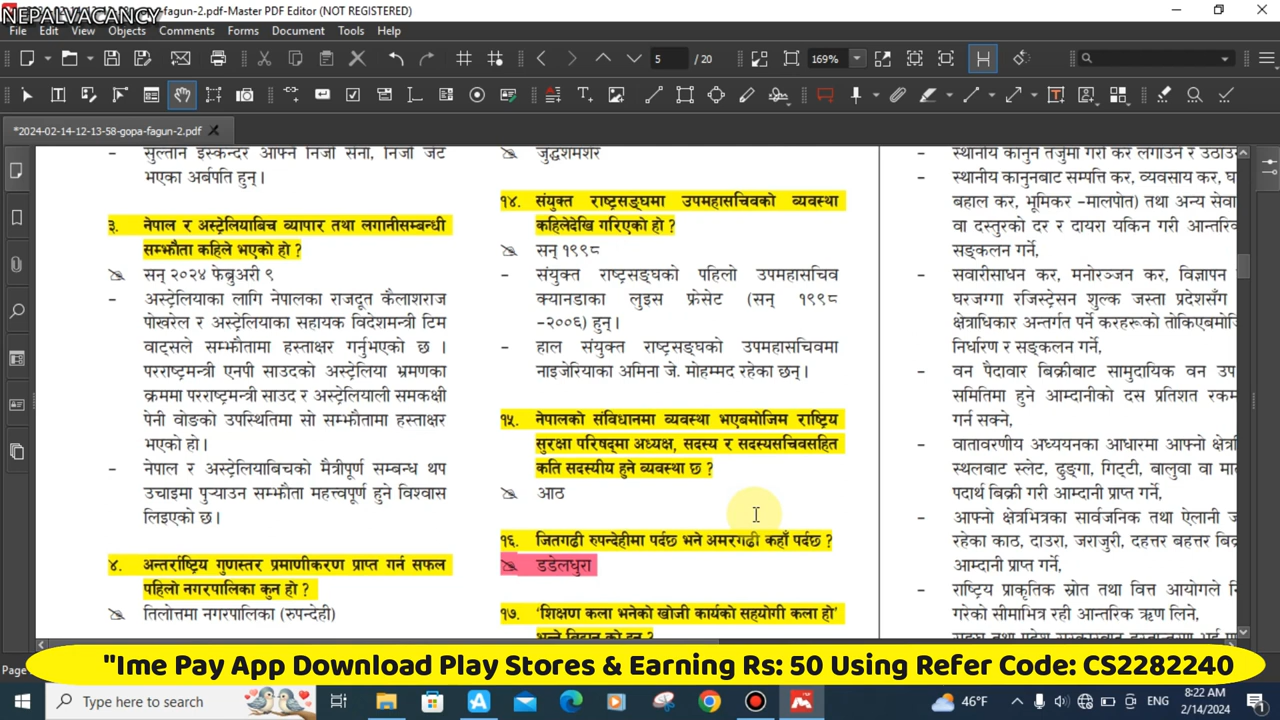 NEPALVACANCY
fagun-2.pdf-Master PDF Editor (NOT REGISTERED)
File Edit View Objects Comments Forms Document Tools Help
5 / 20
169%
*2024-02-14-12-13-58-gopa-fagun-2.pdf
सुल्तान इस्कन्दर आफ्नै निजी सेना, निजी जेट
भएका अर्बपति हुन् ।
३. नेपाल र अस्ट्रेलियाबिच व्यापार तथा लगानीसम्बन्धी
सम्झौता कहिले भएको हो ?
सन् २०२४ फेब्रुअरी ९
– अस्ट्रेलियाका लागि नेपालका राजदूत कैलाशराज
पोखरेल र अस्ट्रेलियाका सहायक विदेशमन्त्री टिम
वाट्सले सम्झौतामा हस्ताक्षर गर्नुभएको छ ।
परराष्ट्रमन्त्री एनपी साउदको अस्ट्रेलिया भ्रमणका
क्रममा परराष्ट्रमन्त्री साउद र अस्ट्रेलियाली समकक्षी
पेनी वोङको उपस्थितिमा सो सम्झौतामा हस्ताक्षर
भएको हो ।
– नेपाल र अस्ट्रेलियाबिचको मैत्रीपूर्ण सम्बन्ध थप
उचाइमा पुऱ्याउन सम्झौता महत्त्वपूर्ण हुने विश्वास
लिइएको छ ।
४. अन्तर्राष्ट्रिय गुणस्तर प्रमाणीकरण प्राप्त गर्न सफल
पहिलो नगरपालिका कुन हो ?
तिलोत्तमा नगरपालिका (रुपन्देही)
जुद्धशमशेर
१४. संयुक्त राष्ट्रसङ्घमा उपमहासचिवको व्यवस्था
कहिलेदेखि गरिएको हो ?
सन् १९९८
– संयुक्त राष्ट्रसङ्घको पहिलो उपमहासचिव
क्यानडाका लुइस फ्रेसेट (सन् १९९८
–२००६) हुन् ।
– हाल संयुक्त राष्ट्रसङ्घको उपमहासचिवमा
नाइजेरियाका अमिना जे. मोहम्मद रहेका छन् ।
१५. नेपालको संविधानमा व्यवस्था भएबमोजिम राष्ट्रिय
सुरक्षा परिषद्‌मा अध्यक्ष, सदस्य र सदस्यसचिवसहित
कति सदस्यीय हुने व्यवस्था छ ?
आठ
१६. जितगढी रुपन्देहीमा पर्दछ भने अमरगढी कहाँ पर्दछ ?
डडेलधुरा
१७. ‘शिक्षण कला भनेको खोजी कार्यको सहयोगी कला हो’
भन्ने विद्वान को हुन् ?
– स्थानीय कानुन तर्जुमा गरी कर लगाउने र उठाउने
– स्थानीय कानुनबाट सम्पत्ति कर, व्यवसाय कर, घ
बहाल कर, भूमिकर –मालपोत) तथा अन्य सेवा
वा दस्तुरको दर र दायरा यकिन गरी आन्तरि
सङ्कलन गर्ने,
– सवारीसाधन कर, मनोरञ्जन कर, विज्ञापन
घरजग्गा रजिस्ट्रेसन शुल्क जस्ता प्रदेशसँग
क्षेत्राधिकार अन्तर्गत पर्ने करहरूको तोकिएबमोजि
निर्धारण र सङ्कलन गर्ने,
– वन पैदावार बिक्रीबाट सामुदायिक वन उप
समितिमा हुने आम्दानीको दस प्रतिशत रकम
गर्न सक्ने,
– वातावरणीय अध्ययनका आधारमा आफ्नो क्षेत्रभि
स्थलबाट स्लेट, ढुङ्गा, गिट्टी, बालुवा वा मा
पदार्थ बिक्री गरी आम्दानी प्राप्त गर्ने,
– आफ्नो क्षेत्रभित्रका सार्वजनिक तथा ऐलानी ज
रहेका काठ, दाउरा, जराजुरी, दहत्तर बहत्तर बिक्र
आम्दानी प्राप्त गर्ने,
– राष्ट्रिय प्राकृतिक स्रोत तथा वित्त आयोगले नि
गरेको सीमाभित्र रही आन्तरिक ऋण लिने,
Page
"Ime Pay App Download Play Stores & Earning Rs: 50 Using Refer Code: CS2282240
Type here to search
46°F
ENG
8:22 AM
2/14/2024
1